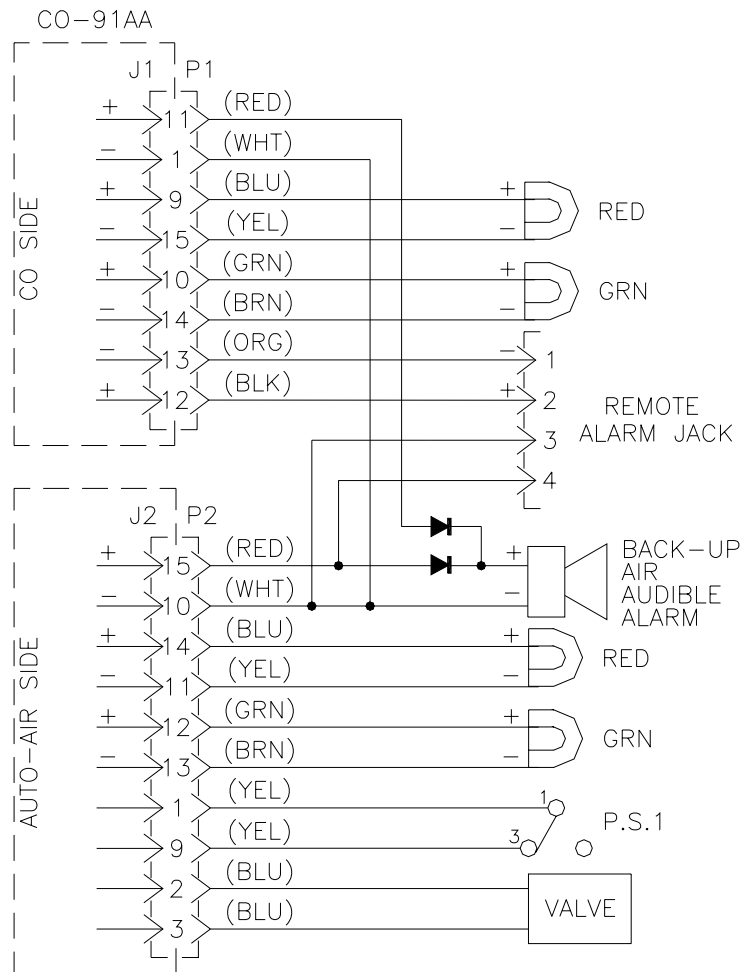 CO-91AA
J1 P1
CO SIDE
+ 11 (RED)
- 1 (WHT)
+ 9 (BLU) +
RED
- 15 (YEL) -
+ 10 (GRN) +
GRN
- 14 (BRN) -
- 13 (ORG) - 1
+ 12 (BLK) + 2
REMOTE
ALARM JACK
3
4
J2 P2
AUTO-AIR SIDE
+ 15 (RED) +
- 10 (WHT) -
BACK-UP
AIR
AUDIBLE
ALARM
+ 14 (BLU) +
RED
- 11 (YEL) -
+ 12 (GRN) +
GRN
- 13 (BRN) -
1 (YEL) 1
P.S.1
9 (YEL) 3
2 (BLU)
VALVE
3 (BLU)